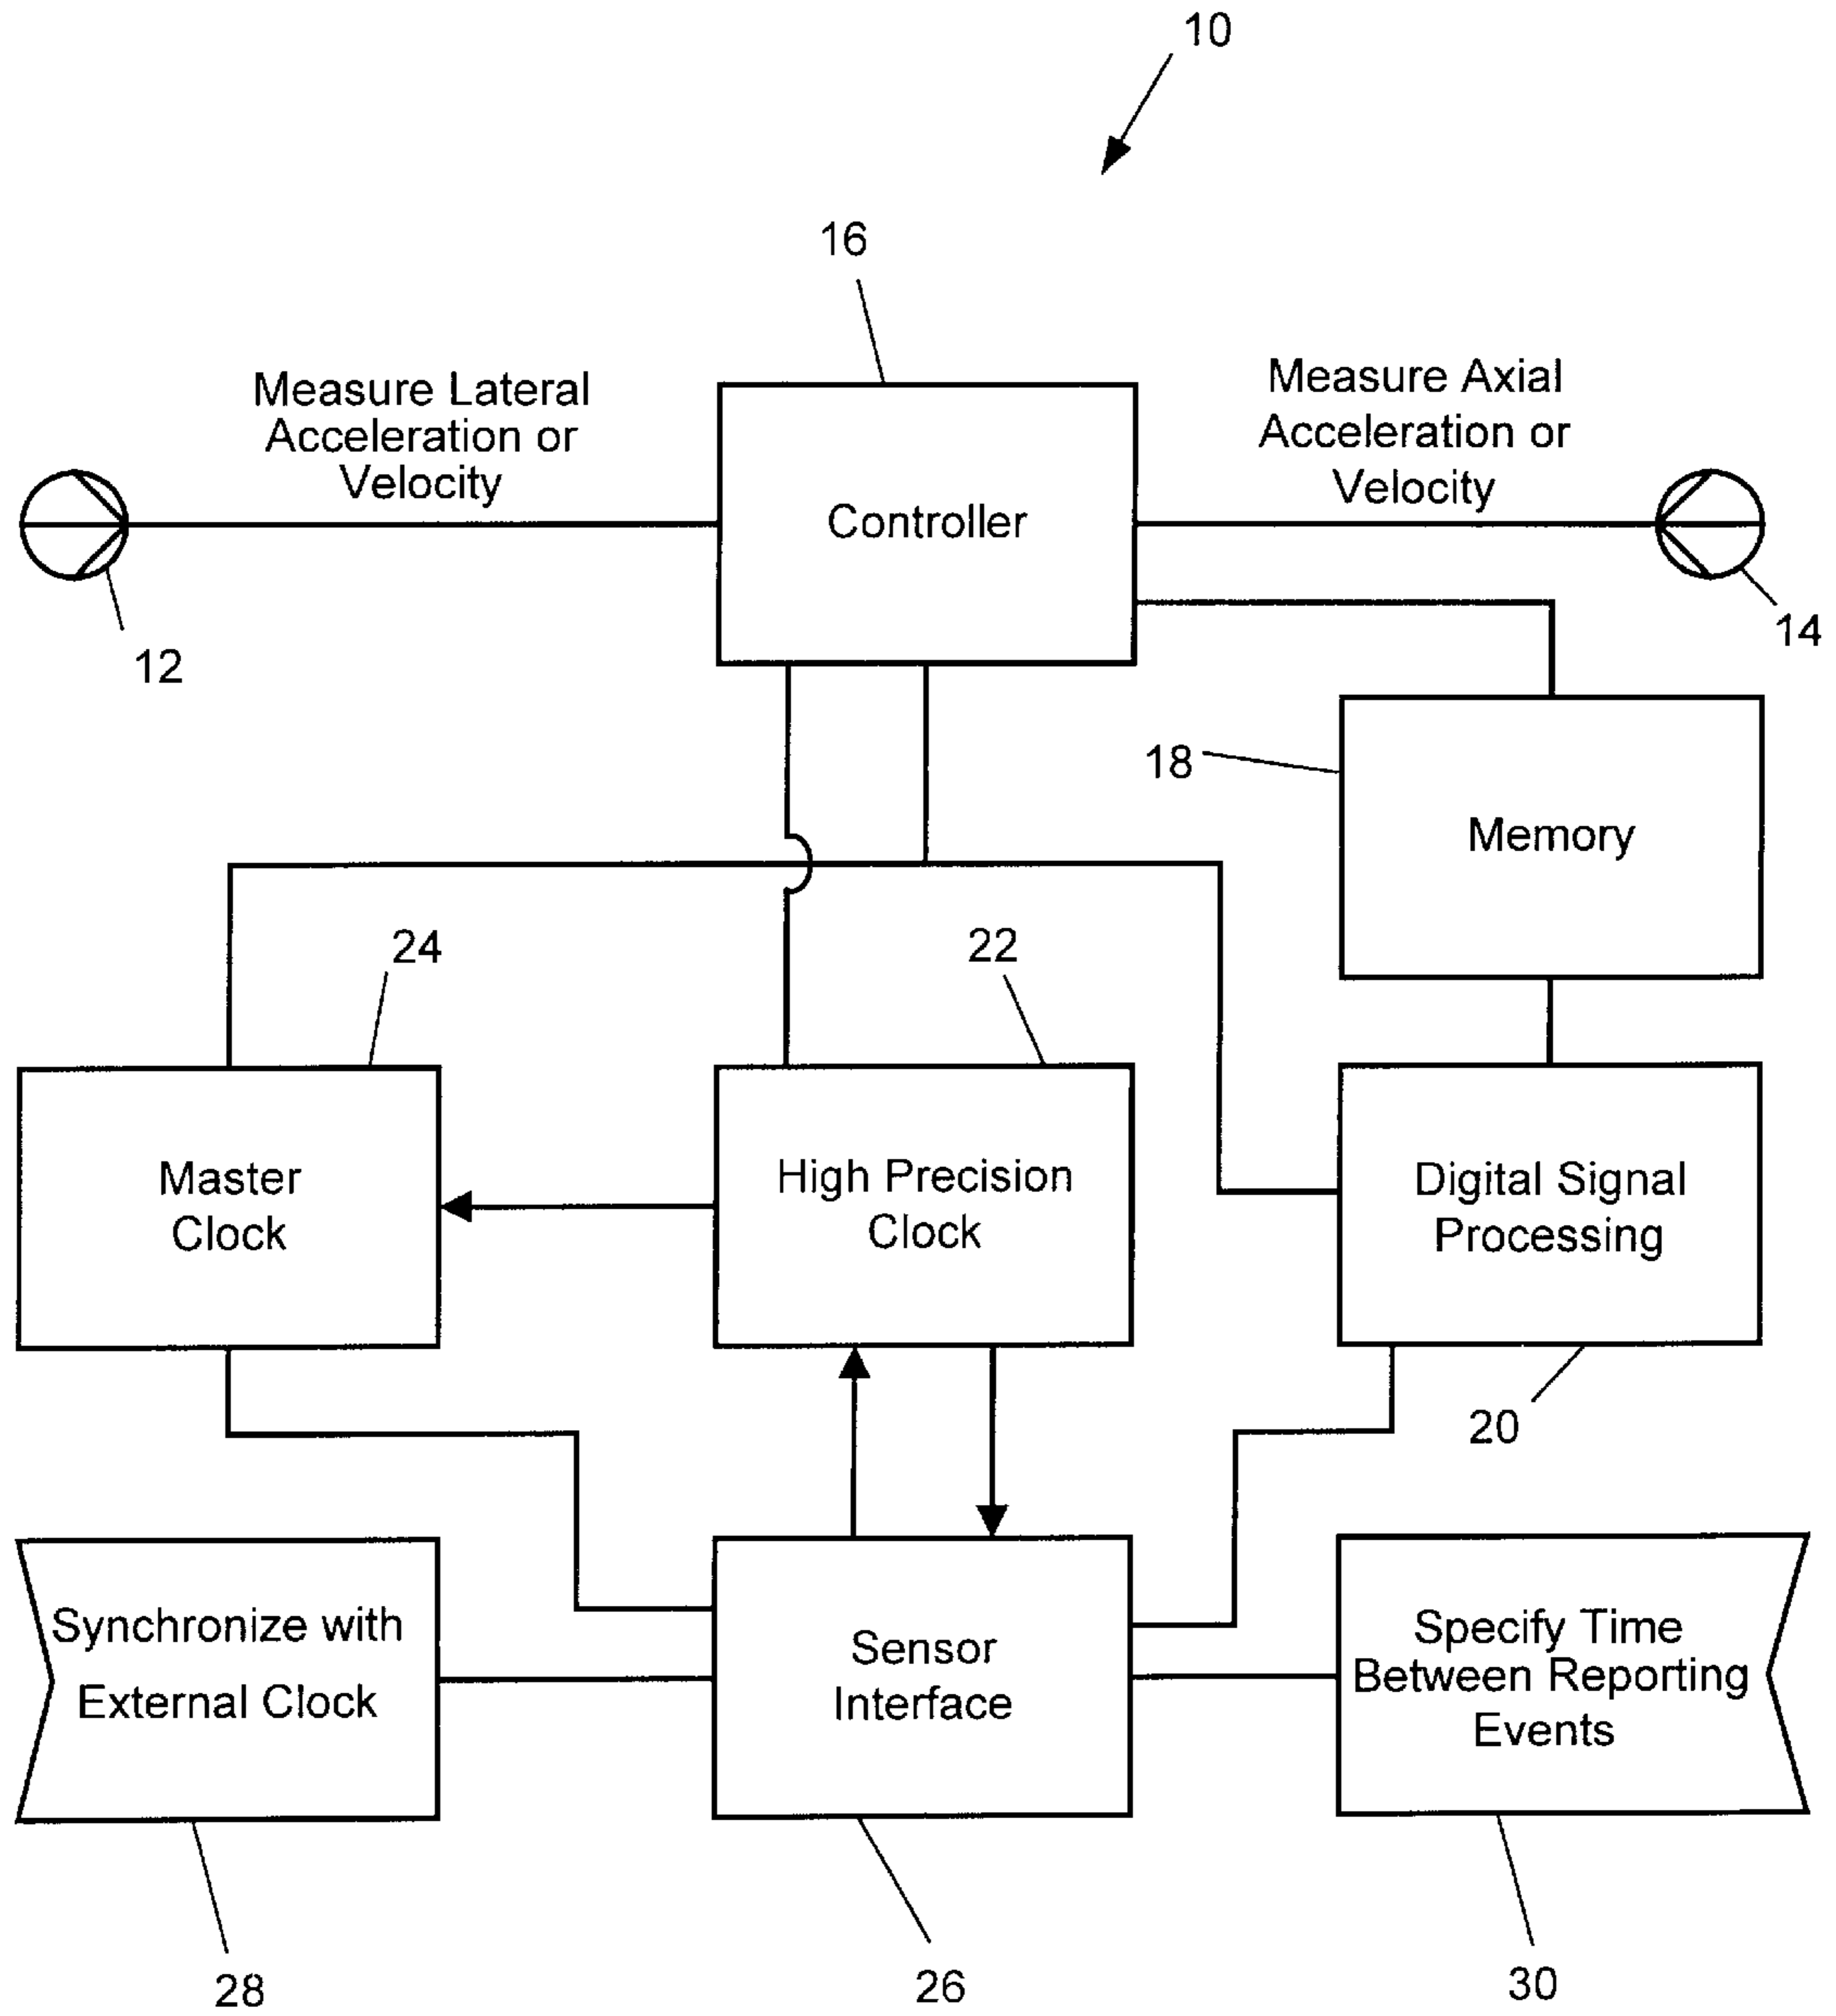 10
16
Measure Lateral
Acceleration or
Velocity
Measure Axial
Acceleration or
Velocity
Controller
12
14
18
Memory
24
22
Master
Clock
High Precision
Clock
Digital Signal
Processing
20
Synchronize with
External Clock
Sensor
Interface
Specify Time
Between Reporting
Events
28
26
30